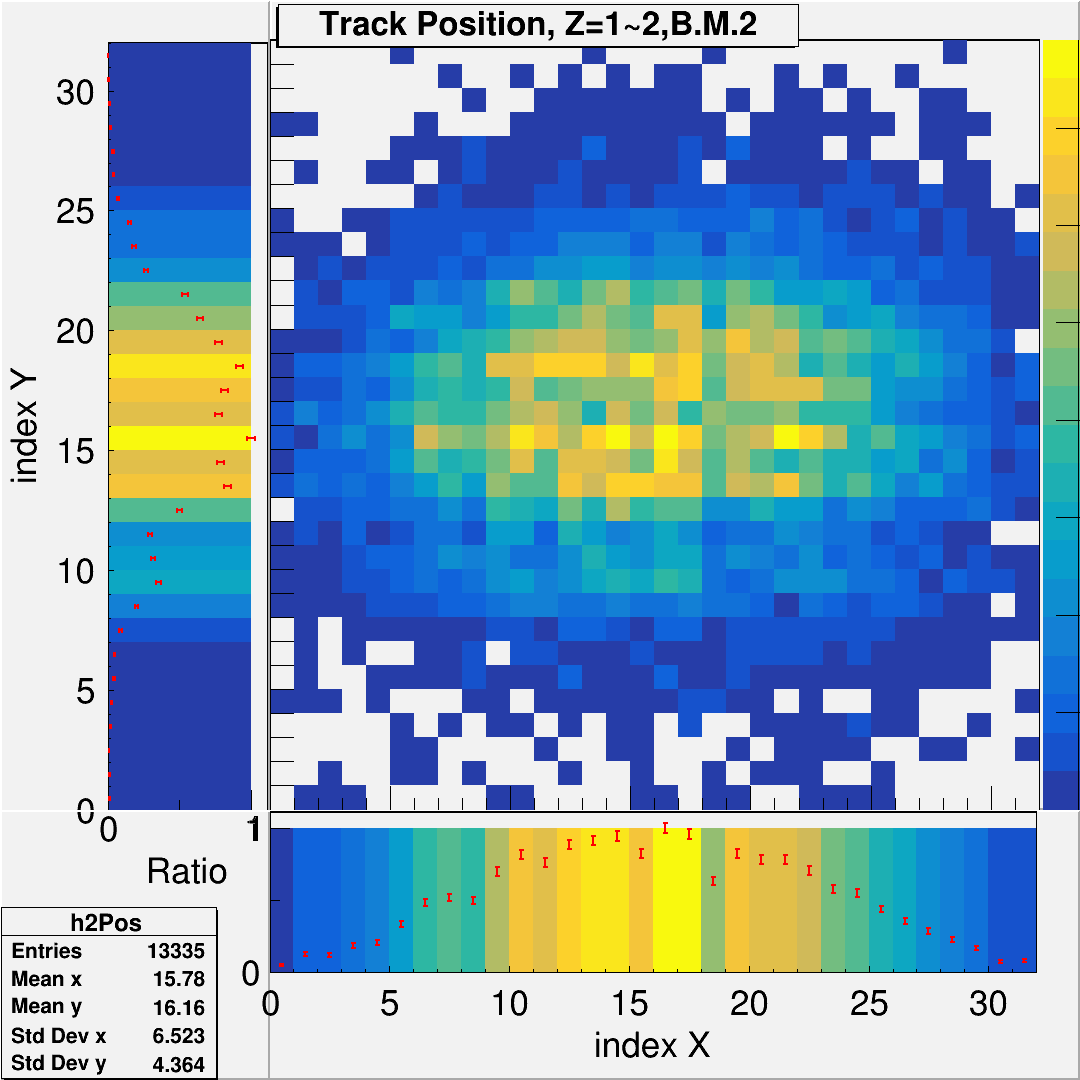 Track Position, Z=1~2,B.M.2
30
25
20
15
10
5
0
index Y
0
1
Ratio
1
0
0
5
10
15
20
25
30
index X
h2Pos
Entries 13335
Mean x 15.78
Mean y 16.16
Std Dev x 6.523
Std Dev y 4.364